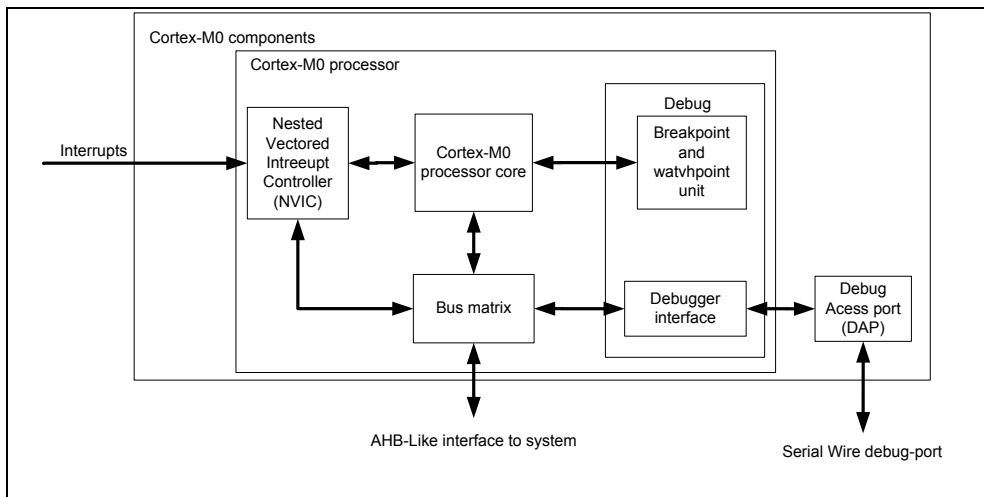 Cortex-M0 components
Cortex-M0 processor
Debug
Interrupts
Nested
Vectored
Intreeupt
Controller
(NVIC)
Cortex-M0
processor core
Breakpoint
and
watvhpoint
unit
Bus matrix
Debugger
interface
Debug
Acess port
(DAP)
AHB-Like interface to system
Serial Wire debug-port